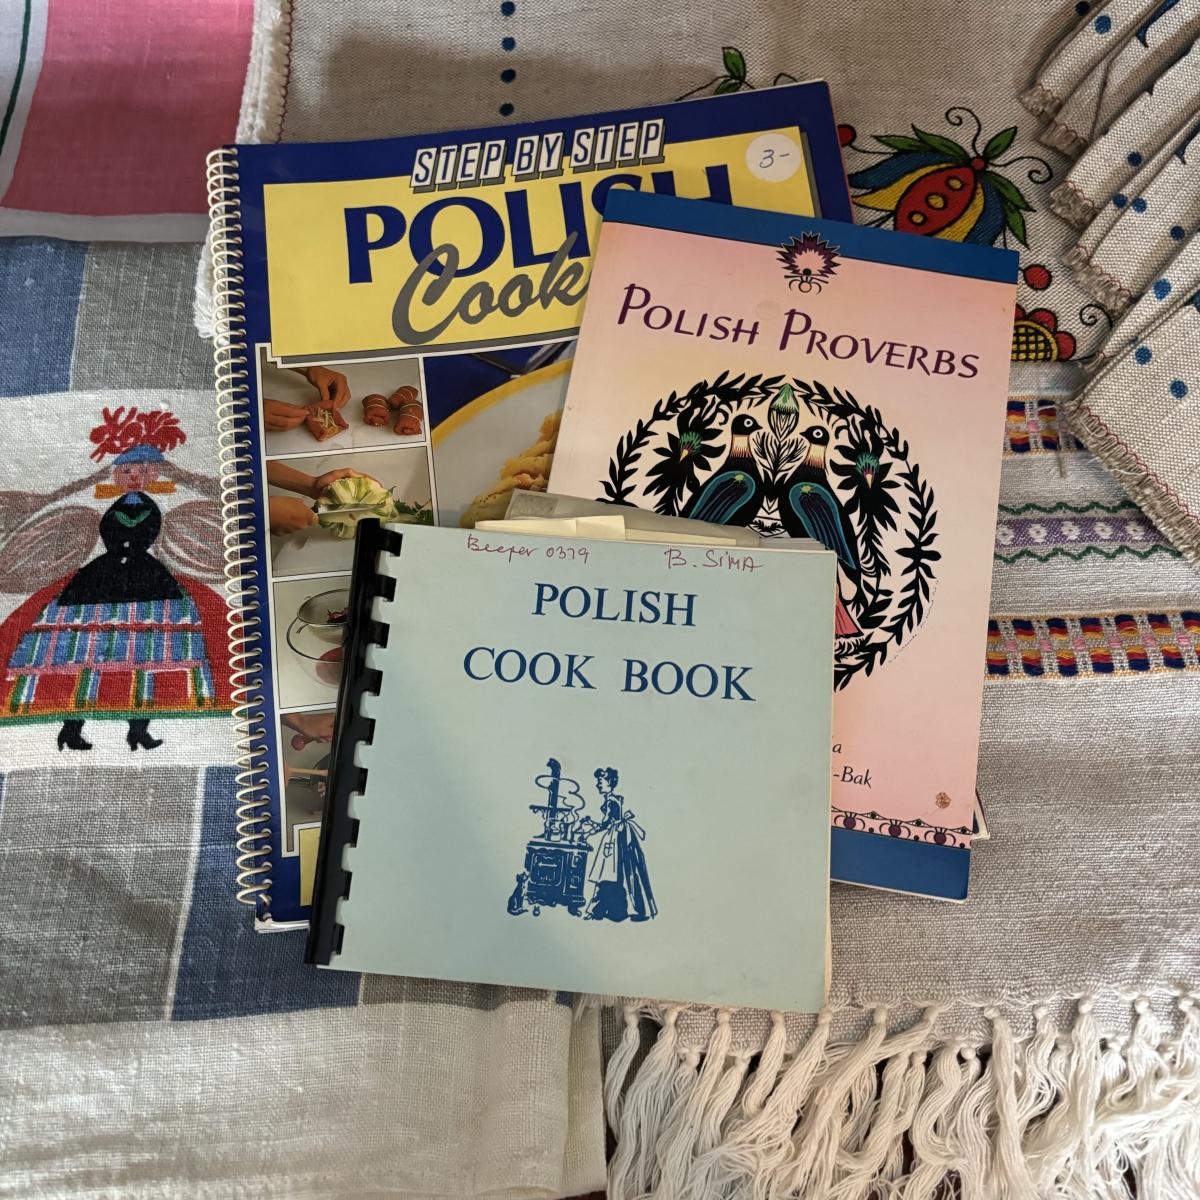 STEP BY STEP
3-
POLISH
Cook
POLISH PROVERBS
Beeper 0379 B. SIMA
POLISH
COOK BOOK
a
-Bak